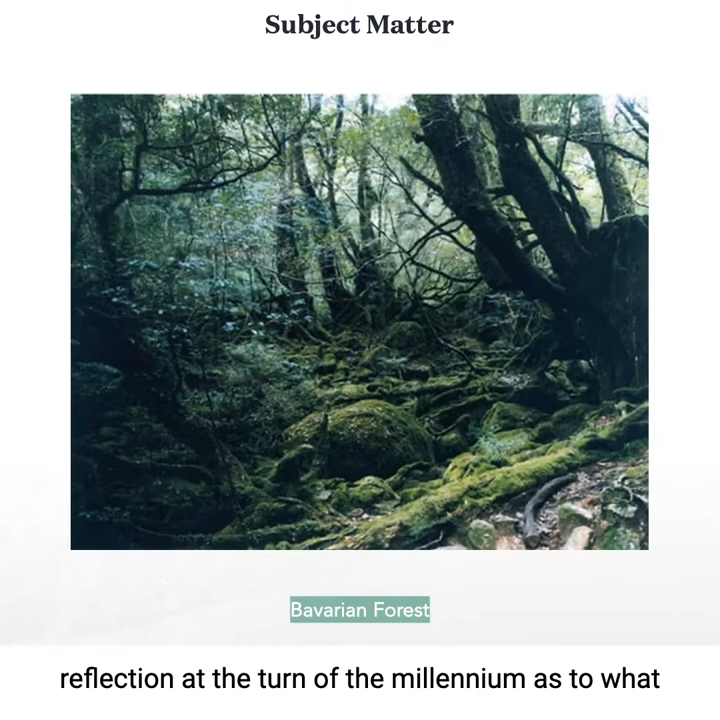 Subject Matter
Bavarian Forest
reflection at the turn of the millennium as to what